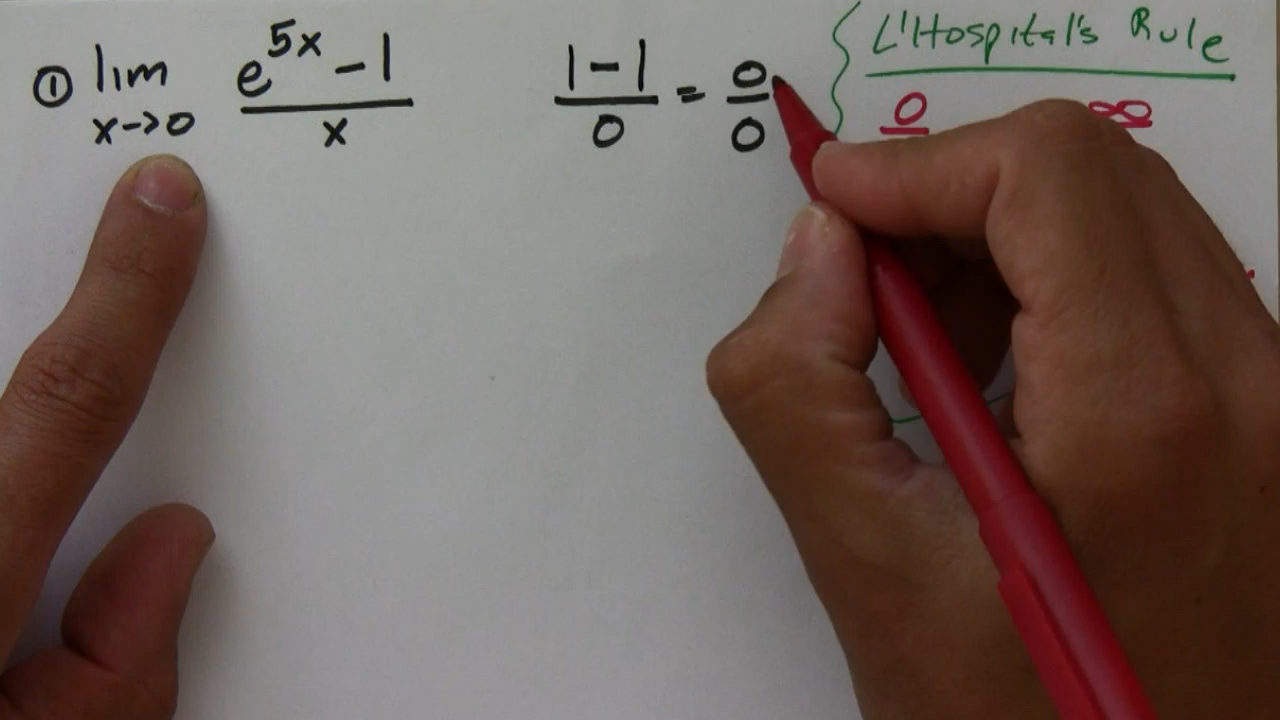 ① lim x→0 e^{5x} - 1 / x
1 - 1 / 0 = 0 / 0
L'Hospital's Rule
0 ∞